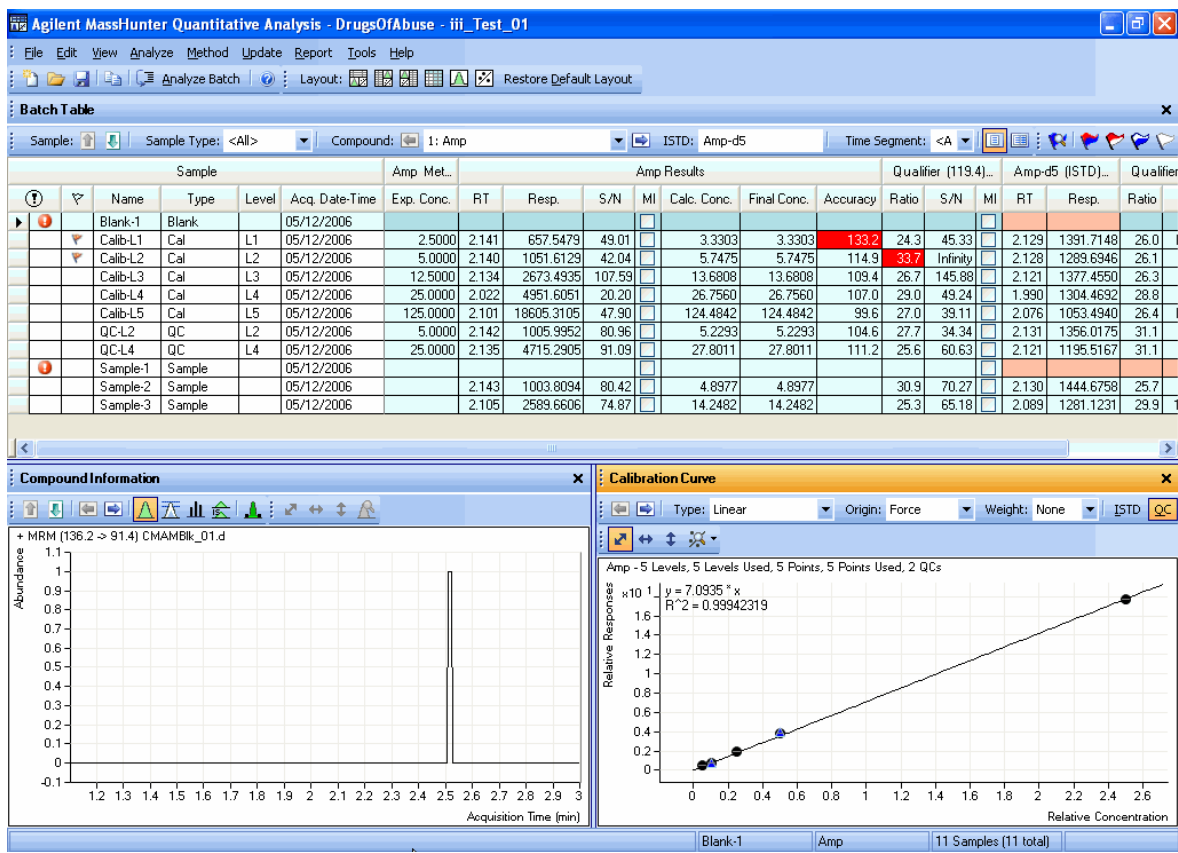 Agilent MassHunter Quantitative Analysis - DrugsOfAbuse - iii_Test_01
File Edit View Analyze Method Update Report Tools Help
Analyze Batch Layout: Restore Default Layout
Batch Table
Sample: Sample Type: <All> Compound: 1: Amp ISTD: Amp-d5 Time Segment: <A
Sample Amp Met... Amp Results Qualifier (119.4)... Amp-d5 (ISTD)... Qualifier
Name Type Level Acq. Date-Time Exp. Conc. RT Resp. S/N MI Calc. Conc. Final Conc. Accuracy Ratio S/N MI RT Resp. Ratio
Blank-1 Blank 05/12/2006
Calib-L1 Cal L1 05/12/2006 2.5000 2.141 657.5479 49.01 3.3303 3.3303 133.2 24.3 45.33 2.129 1391.7148 26.0
Calib-L2 Cal L2 05/12/2006 5.0000 2.140 1051.6129 42.04 5.7475 5.7475 114.9 33.7 Infinity 2.128 1289.6946 26.1
Calib-L3 Cal L3 05/12/2006 12.5000 2.134 2673.4935 107.59 13.6808 13.6808 109.4 26.7 145.88 2.121 1377.4550 26.3
Calib-L4 Cal L4 05/12/2006 25.0000 2.022 4951.6051 20.20 26.7560 26.7560 107.0 29.0 49.24 1.990 1304.4692 28.8
Calib-L5 Cal L5 05/12/2006 125.0000 2.101 18605.3105 47.90 124.4842 124.4842 99.6 27.0 39.11 2.076 1053.4940 26.4
QC-L2 QC L2 05/12/2006 5.0000 2.142 1005.9952 80.96 5.2293 5.2293 104.6 27.7 34.34 2.131 1356.0175 31.1
QC-L4 QC L4 05/12/2006 25.0000 2.135 4715.2905 91.09 27.8011 27.8011 111.2 25.6 60.63 2.121 1195.5167 31.1
Sample-1 Sample 05/12/2006
Sample-2 Sample 05/12/2006 2.143 1003.8094 80.42 4.8977 4.8977 30.9 70.27 2.130 1444.6758 25.7
Sample-3 Sample 05/12/2006 2.105 2589.6606 74.87 14.2482 14.2482 25.3 65.18 2.089 1281.1231 29.9
Compound Information
+ MRM (136.2 -> 91.4) CMAMBlk_01.d
Abundance
1.1
1
0.9
0.8
0.7
0.6
0.5
0.4
0.3
0.2
0.1
0
-0.1
1.2 1.3 1.4 1.5 1.6 1.7 1.8 1.9 2 2.1 2.2 2.3 2.4 2.5 2.6 2.7 2.8 2.9 3
Acquisition Time (min)
Calibration Curve
Type: Linear Origin: Force Weight: None ISTD QC
Amp - 5 Levels, 5 Levels Used, 5 Points, 5 Points Used, 2 QCs
Relative Responses
x10 1
y = 7.0935 * x
R^2 = 0.99942319
1.6
1.4
1.2
1
0.8
0.6
0.4
0.2
0
0 0.2 0.4 0.6 0.8 1 1.2 1.4 1.6 1.8 2 2.2 2.4 2.6
Relative Concentration
Blank-1 Amp 11 Samples (11 total)